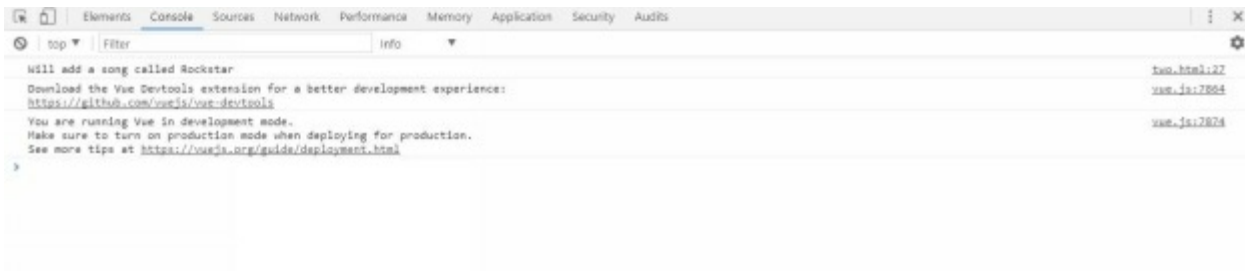 Elements Console Sources Network Performance Memory Application Security Audits
top Filter Info
Will add a song called Rockstar two.html:27
Download the Vue Devtools extension for a better development experience: vue.js:7864
https://github.com/vuejs/vue-devtools
You are running Vue in development mode. vue.js:7874
Make sure to turn on production mode when deploying for production.
See more tips at https://vuejs.org/guide/deployment.html